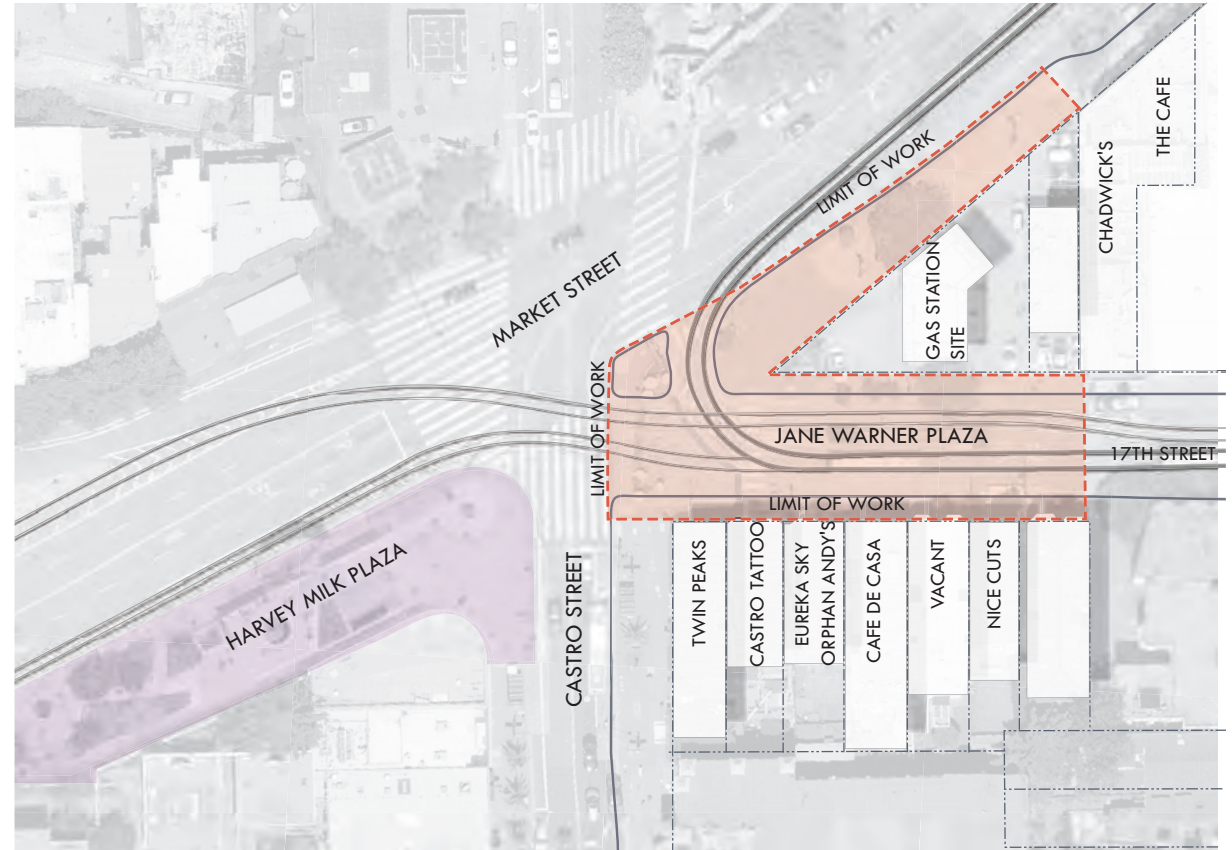 THE CAFE
CHADWICK'S
LIMIT OF WORK
MARKET STREET
GAS STATION
SITE
LIMIT OF WORK
JANE WARNER PLAZA
17TH STREET
LIMIT OF WORK
HARVEY MILK PLAZA
CASTRO STREET
TWIN PEAKS
CASTRO TATTOO
EUREKA SKY
ORPHAN ANDY'S
CAFE DE CASA
VACANT
NICE CUTS